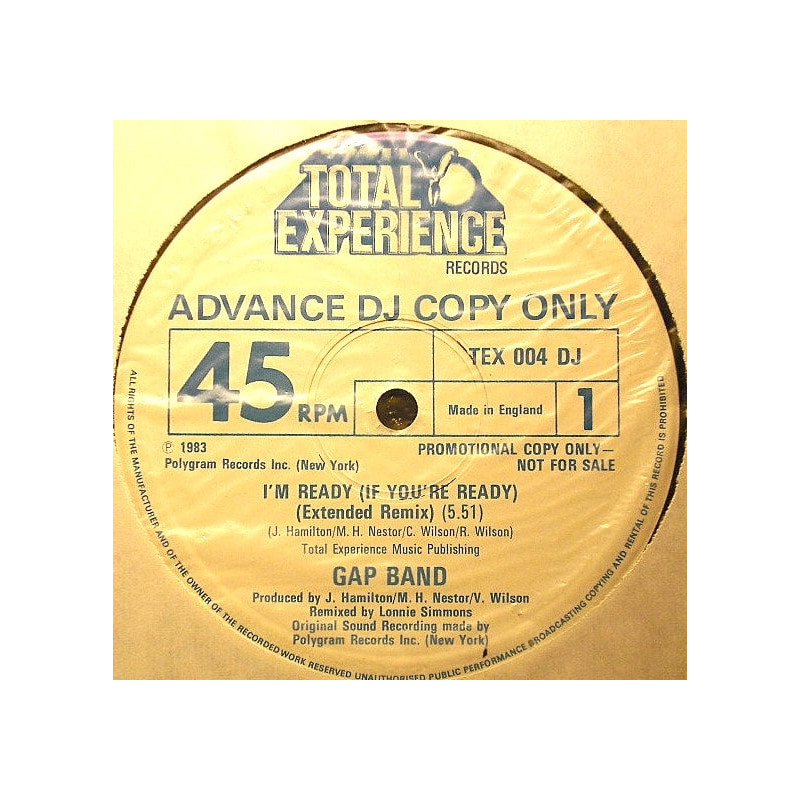 TOTAL
EXPERIENCE
RECORDS
ADVANCE DJ COPY ONLY
45 RPM
TEX 004 DJ
Made in England
1
℗ 1983
Polygram Records Inc. (New York)
PROMOTIONAL COPY ONLY—
NOT FOR SALE
I'M READY (IF YOU'RE READY)
(Extended Remix) (5.51)
(J. Hamilton/M. H. Nestor/C. Wilson/R. Wilson)
Total Experience Music Publishing
GAP BAND
Produced by J. Hamilton/M. H. Nestor/V. Wilson
Remixed by Lonnie Simmons
Original Sound Recording made by
Polygram Records Inc. (New York)
ALL RIGHTS OF THE MANUFACTURER AND OF THE OWNER OF THE RECORDED WORK RESERVED UNAUTHORISED PUBLIC PERFORMANCE BROADCASTING COPYING AND RENTAL OF THIS RECORD IS PROHIBITED